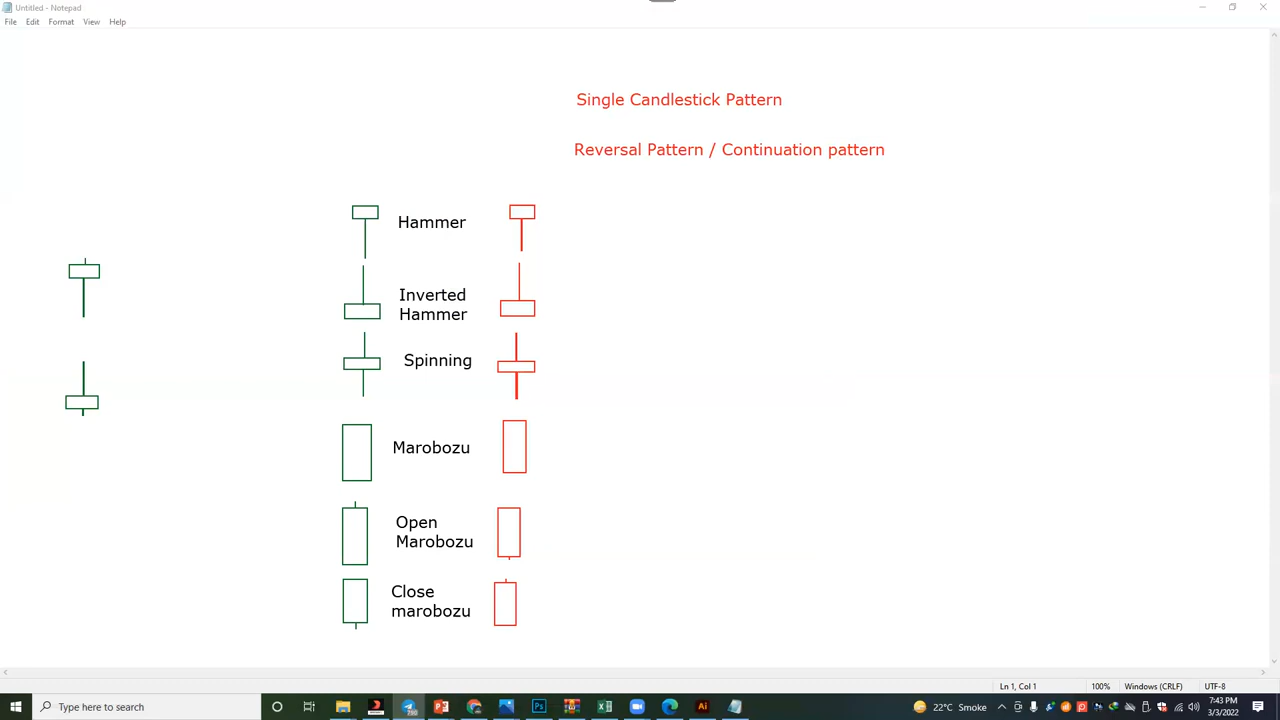 Untitled - Notepad
File Edit Format View Help
Single Candlestick Pattern
Reversal Pattern / Continuation pattern
Hammer
Inverted
Hammer
Spinning
Marobozu
Open
Marobozu
Close
marobozu
Ln 1, Col 1 100% Windows (CRLF) UTF-8
Type here to search
22°C Smoke
7:43 PM
3/3/2022